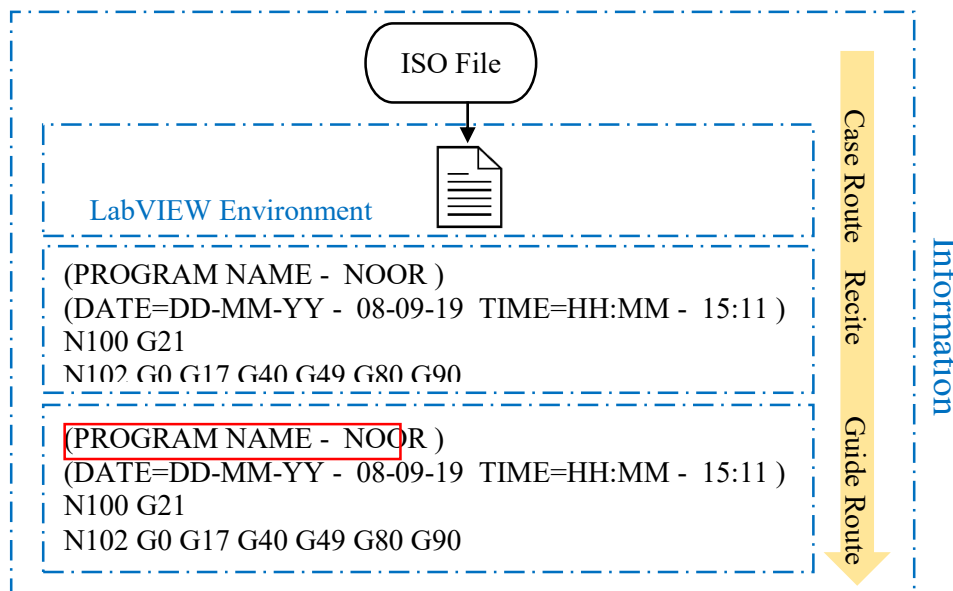 ISO File
LabVIEW Environment
(PROGRAM NAME - NOOR )
(DATE=DD-MM-YY - 08-09-19 TIME=HH:MM - 15:11 )
N100 G21
N102 G0 G17 G40 G49 G80 G90
(PROGRAM NAME - NOOR )
(DATE=DD-MM-YY - 08-09-19 TIME=HH:MM - 15:11 )
N100 G21
N102 G0 G17 G40 G49 G80 G90
Case Route
Recite
Guide Route
Information